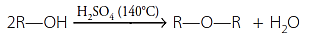 2R—OH H₂SO₄ (140°C) → R—O—R + H₂O